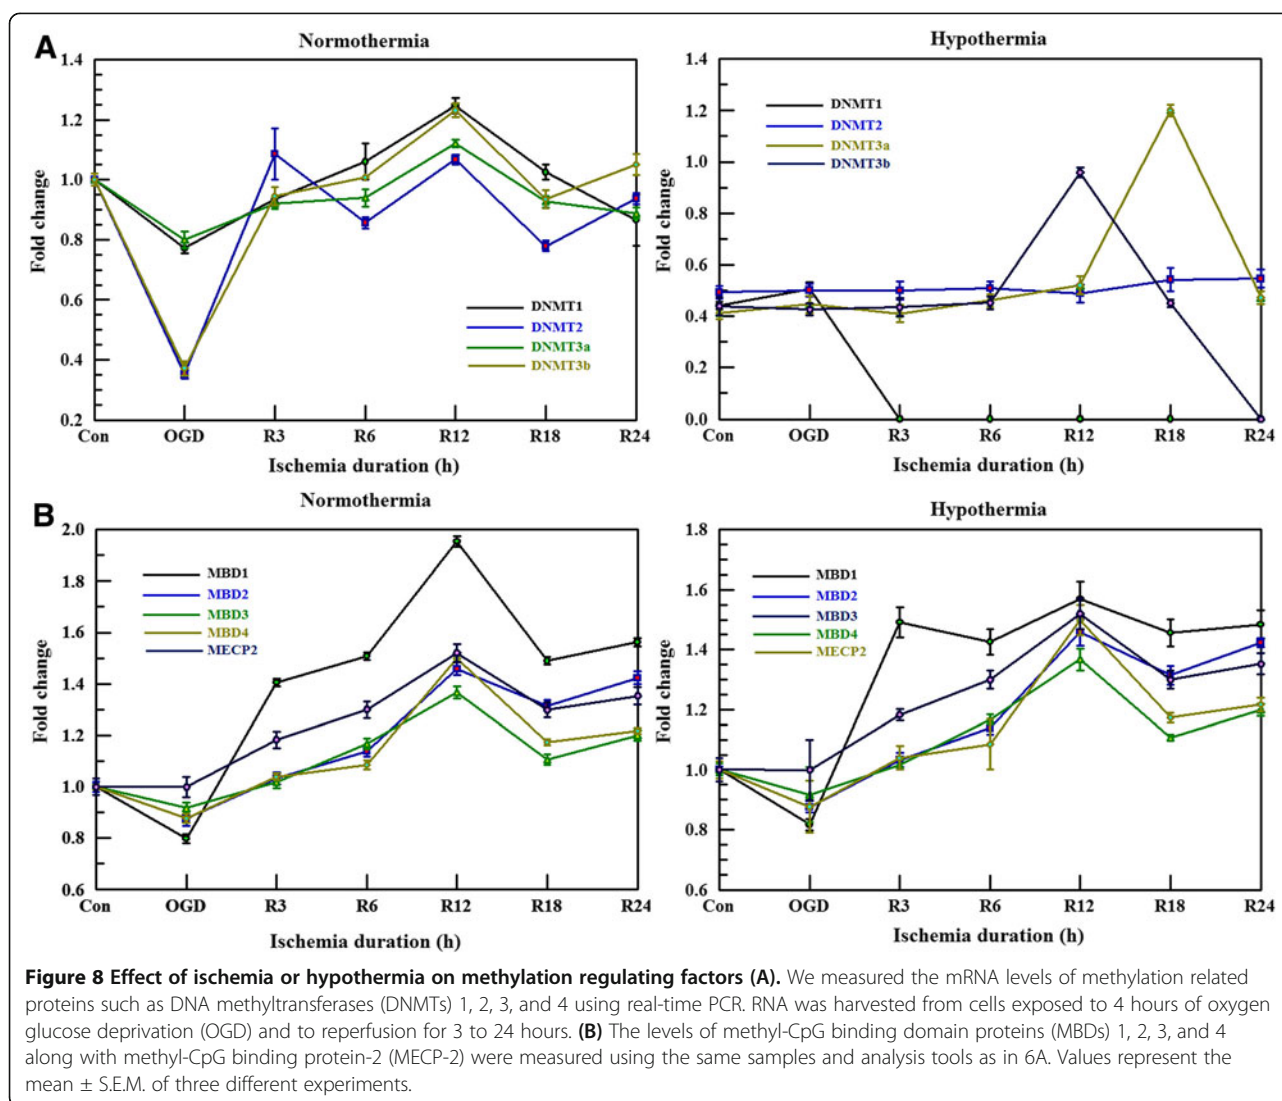 A
Normothermia
Fold change
1.4
1.2
1.0
0.8
0.6
0.4
0.2
DNMT1
DNMT2
DNMT3a
DNMT3b
Con OGD R3 R6 R12 R18 R24
Ischemia duration (h)
Hypothermia
Fold change
1.4
1.2
1.0
0.8
0.6
0.4
0.2
0.0
DNMT1
DNMT2
DNMT3a
DNMT3b
Con OGD R3 R6 R12 R18 R24
Ischemia duration (h)
B
Normothermia
Fold change
2.0
1.8
1.6
1.4
1.2
1.0
0.8
0.6
MBD1
MBD2
MBD3
MBD4
MECP2
Con OGD R3 R6 R12 R18 R24
Ischemia duration (h)
Hypothermia
Fold change
1.8
1.6
1.4
1.2
1.0
0.8
0.6
MBD1
MBD2
MBD3
MBD4
MECP2
Con OGD R3 R6 R12 R18 R24
Ischemia duration (h)
Figure 8 Effect of ischemia or hypothermia on methylation regulating factors (A). We measured the mRNA levels of methylation related
proteins such as DNA methyltransferases (DNMTs) 1, 2, 3, and 4 using real-time PCR. RNA was harvested from cells exposed to 4 hours of oxygen
glucose deprivation (OGD) and to reperfusion for 3 to 24 hours. (B) The levels of methyl-CpG binding domain proteins (MBDs) 1, 2, 3, and 4
along with methyl-CpG binding protein-2 (MECP-2) were measured using the same samples and analysis tools as in 6A. Values represent the
mean ± S.E.M. of three different experiments.